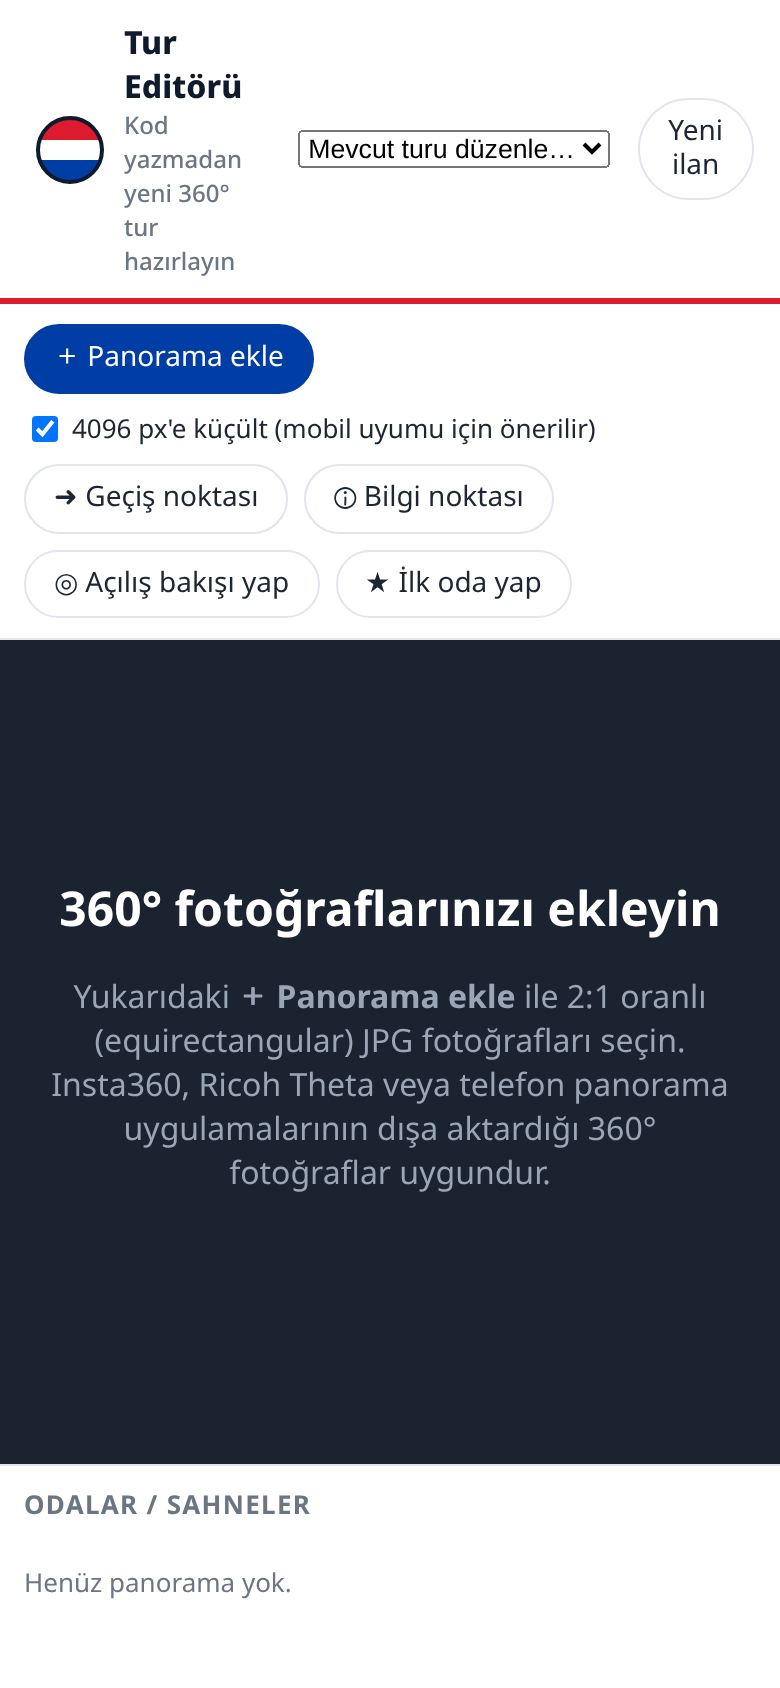 Tur
Editörü
Kod
yazmadan
yeni 360°
tur
hazırlayın
Mevcut turu düzenle…
Yeni
ilan
＋ Panorama ekle
4096 px'e küçült (mobil uyumu için önerilir)
➜ Geçiş noktası
ⓘ Bilgi noktası
◎ Açılış bakışı yap
★ İlk oda yap
360° fotoğraflarınızı ekleyin
Yukarıdaki ＋ Panorama ekle ile 2:1 oranlı
(equirectangular) JPG fotoğrafları seçin.
Insta360, Ricoh Theta veya telefon panorama
uygulamalarının dışa aktardığı 360°
fotoğraflar uygundur.
ODALAR / SAHNELER
Henüz panorama yok.